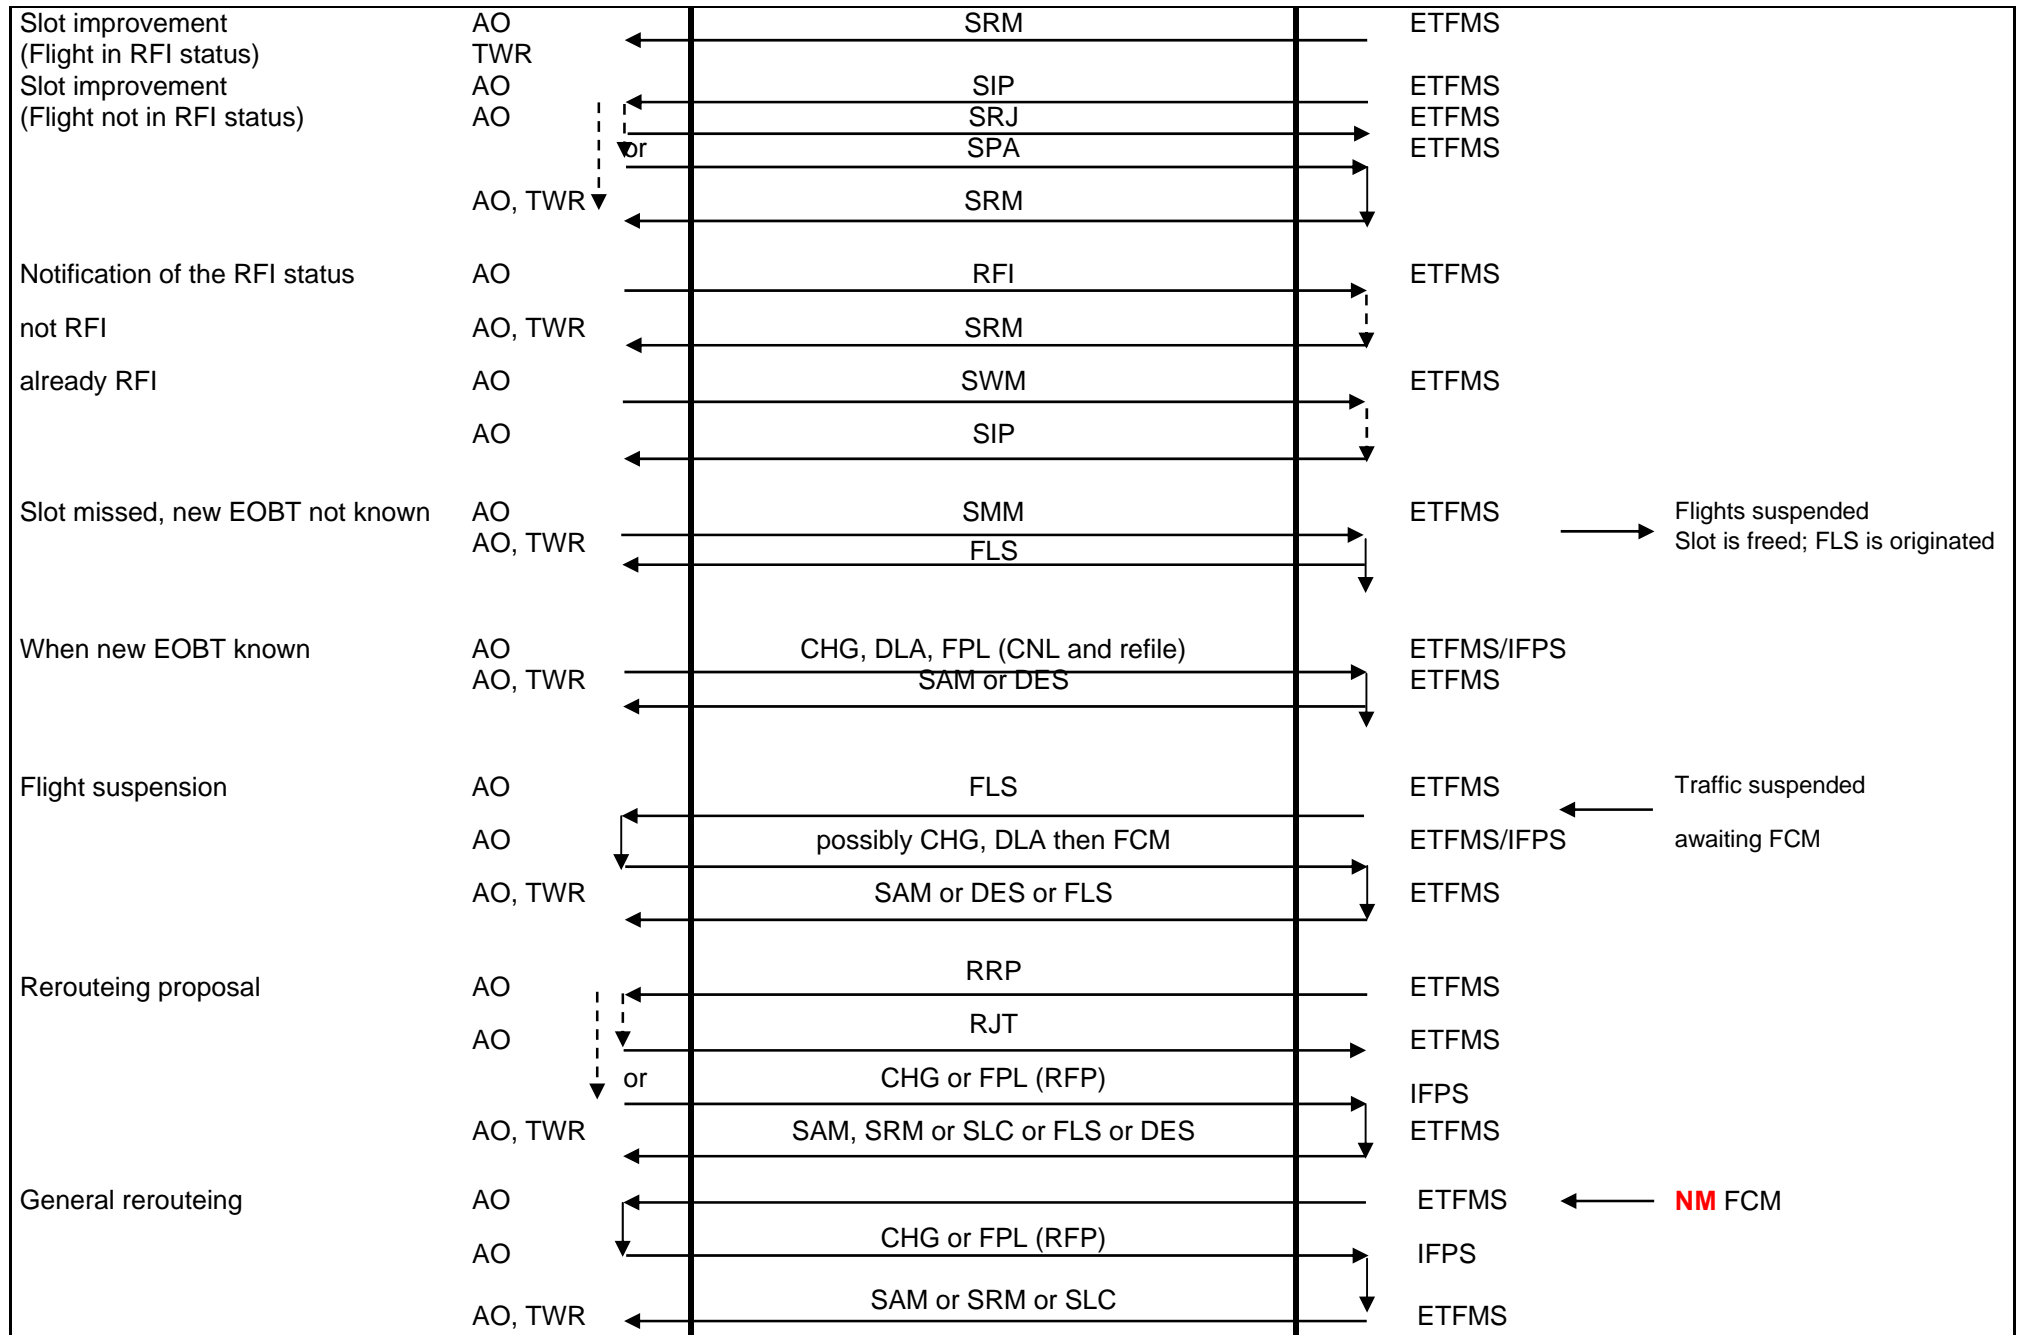 Slot improvement AO SRM ETFMS
(Flight in RFI status) TWR
Slot improvement AO SIP ETFMS
(Flight not in RFI status) AO SRJ ETFMS
or SPA ETFMS
AO, TWR SRM
Notification of the RFI status AO RFI ETFMS
not RFI AO, TWR SRM
already RFI AO SWM ETFMS
AO SIP
Slot missed, new EOBT not known AO SMM ETFMS Flights suspended
AO, TWR FLS Slot is freed; FLS is originated
When new EOBT known AO CHG, DLA, FPL (CNL and refile) ETFMS/IFPS
AO, TWR SAM or DES ETFMS
Flight suspension AO FLS ETFMS Traffic suspended
AO possibly CHG, DLA then FCM ETFMS/IFPS awaiting FCM
AO, TWR SAM or DES or FLS ETFMS
Rerouteing proposal AO RRP ETFMS
AO RJT ETFMS
or CHG or FPL (RFP) IFPS
AO, TWR SAM, SRM or SLC or FLS or DES ETFMS
General rerouteing AO ETFMS NM FCM
AO CHG or FPL (RFP) IFPS
AO, TWR SAM or SRM or SLC ETFMS